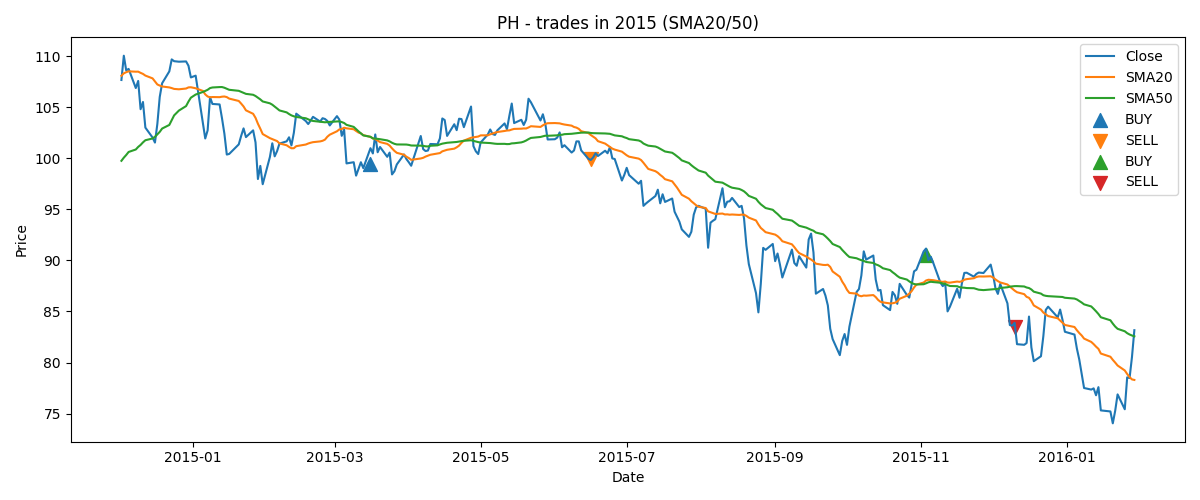 PH - trades in 2015 (SMA20/50)
Close
SMA20
SMA50
BUY
SELL
BUY
SELL
Price
110
105
100
95
90
85
80
75
2015-01
2015-03
2015-05
2015-07
2015-09
2015-11
2016-01
Date